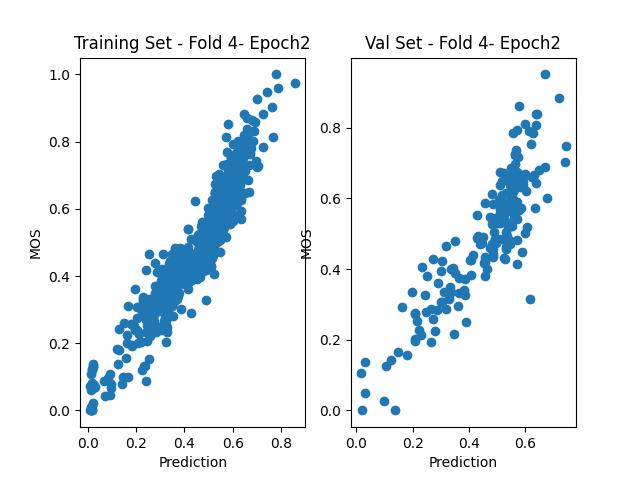 Training Set - Fold 4- Epoch2
Val Set - Fold 4- Epoch2
1.0
0.8
0.6
0.4
0.2
0.0
MOS
0.0 0.2 0.4 0.6 0.8
Prediction
0.8
0.6
0.4
0.2
0.0
MOS
0.0 0.2 0.4 0.6
Prediction